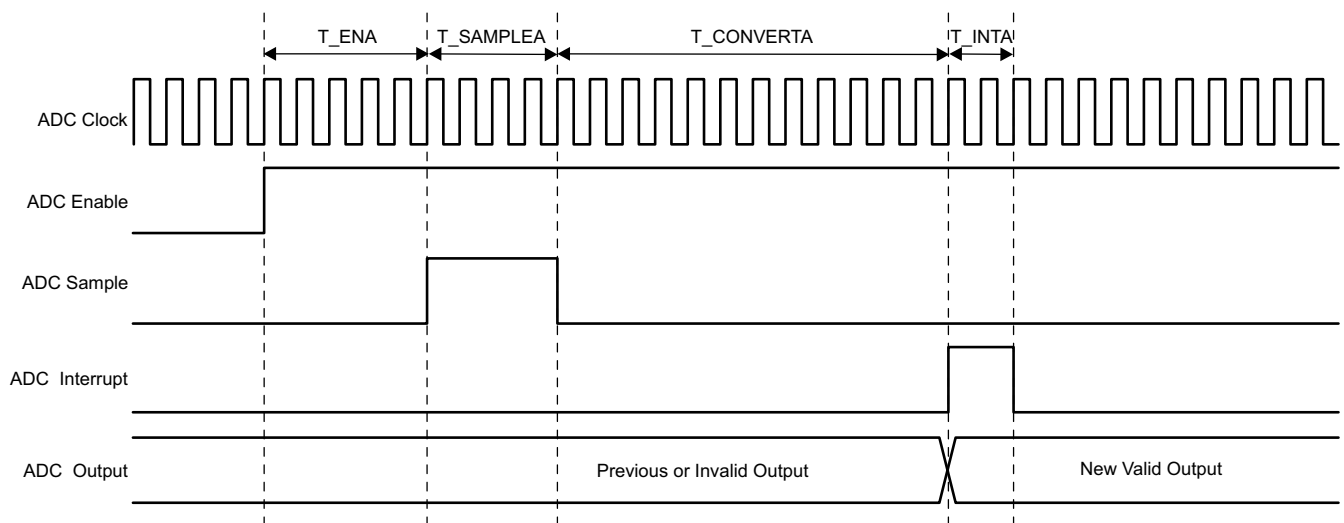 T_ENA T_SAMPLEA T_CONVERTA T_INTA
ADC Clock
ADC Enable
ADC Sample
ADC Interrupt
ADC Output Previous or Invalid Output New Valid Output